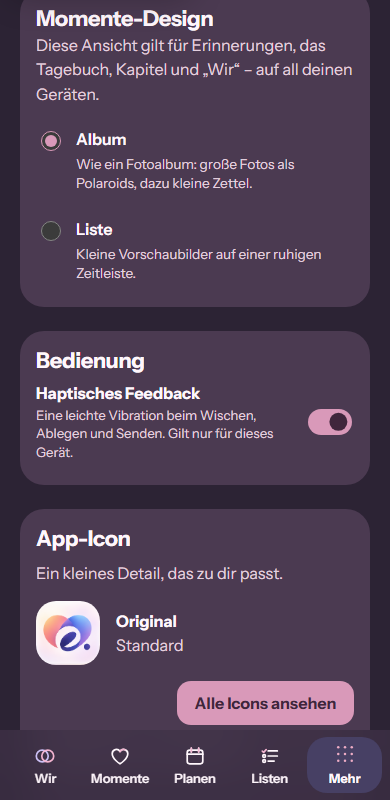 Momente-Design
Diese Ansicht gilt für Erinnerungen, das
Tagebuch, Kapitel und „Wir“ – auf all deinen
Geräten.
Album
Wie ein Fotoalbum: große Fotos als
Polaroids, dazu kleine Zettel.
Liste
Kleine Vorschaubilder auf einer ruhigen
Zeitleiste.
Bedienung
Haptisches Feedback
Eine leichte Vibration beim Wischen,
Ablegen und Senden. Gilt nur für dieses
Gerät.
App-Icon
Ein kleines Detail, das zu dir passt.
Original
Standard
Alle Icons ansehen
Wir
Momente
Planen
Listen
Mehr